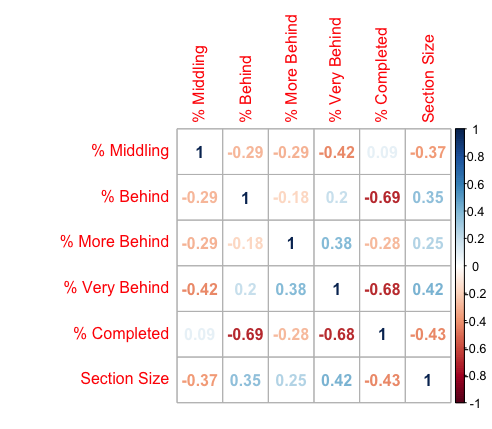 % Middling
% Behind
% More Behind
% Very Behind
% Completed
Section Size
% Middling 1 -0.29 -0.29 -0.42 0.09 -0.37
% Behind -0.29 1 -0.18 0.2 -0.69 0.35
% More Behind -0.29 -0.18 1 0.38 -0.28 0.25
% Very Behind -0.42 0.2 0.38 1 -0.68 0.42
% Completed 0.09 -0.69 -0.28 -0.68 1 -0.43
Section Size -0.37 0.35 0.25 0.42 -0.43 1
1
0.8
0.6
0.4
0.2
0
-0.2
-0.4
-0.6
-0.8
-1